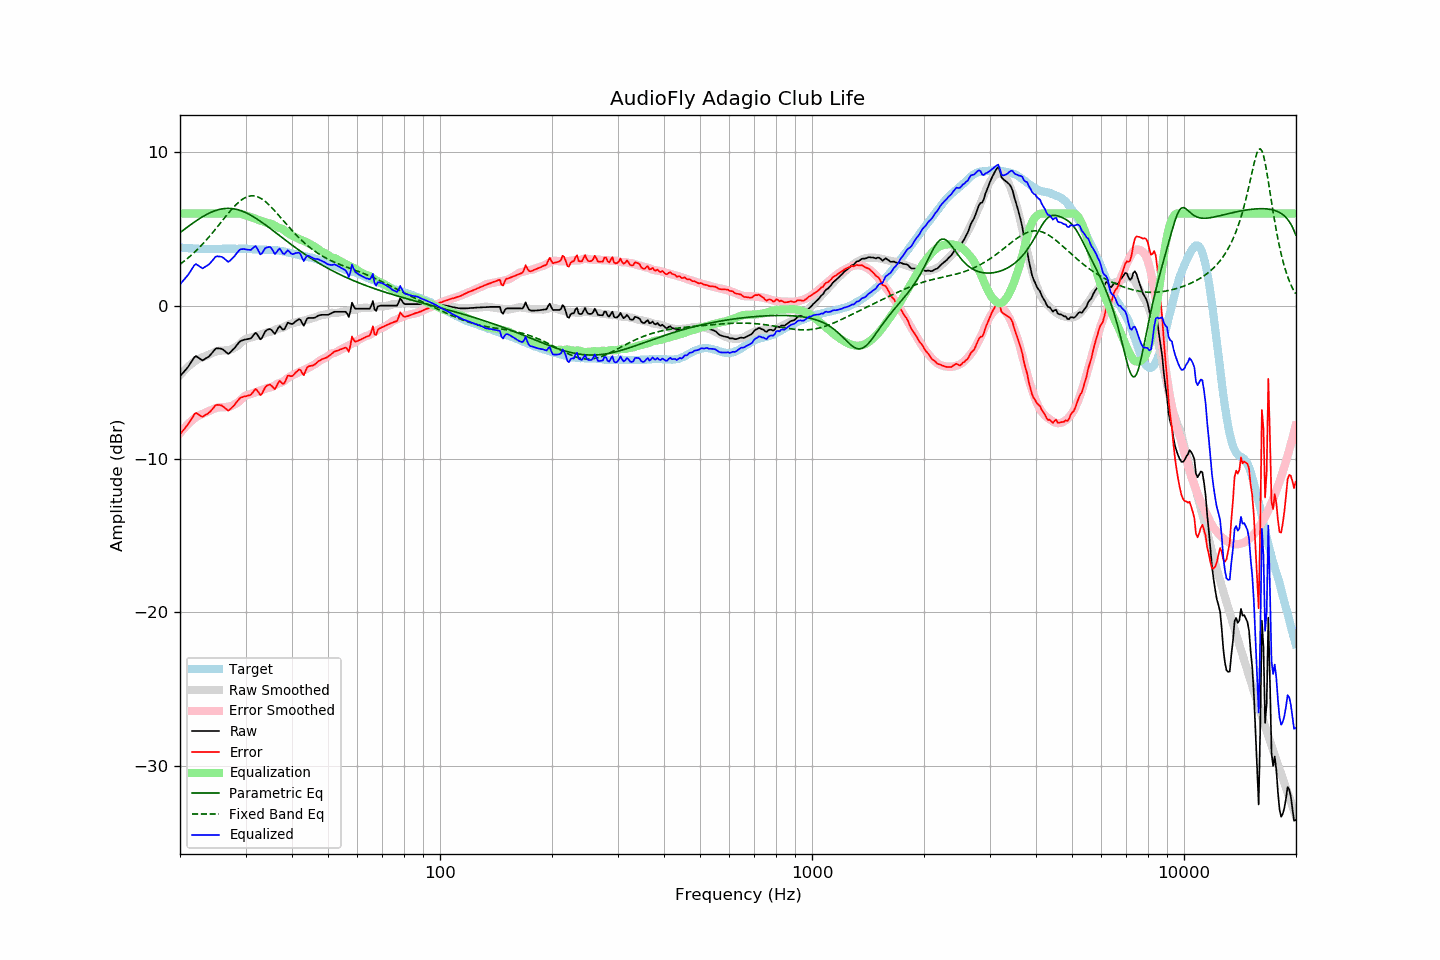 AudioFly Adagio Club Life
10
0
−10
−20
−30
Amplitude (dBr)
Target
Raw Smoothed
Error Smoothed
Raw
Error
Equalization
Parametric Eq
Fixed Band Eq
Equalized
100
1000
10000
Frequency (Hz)